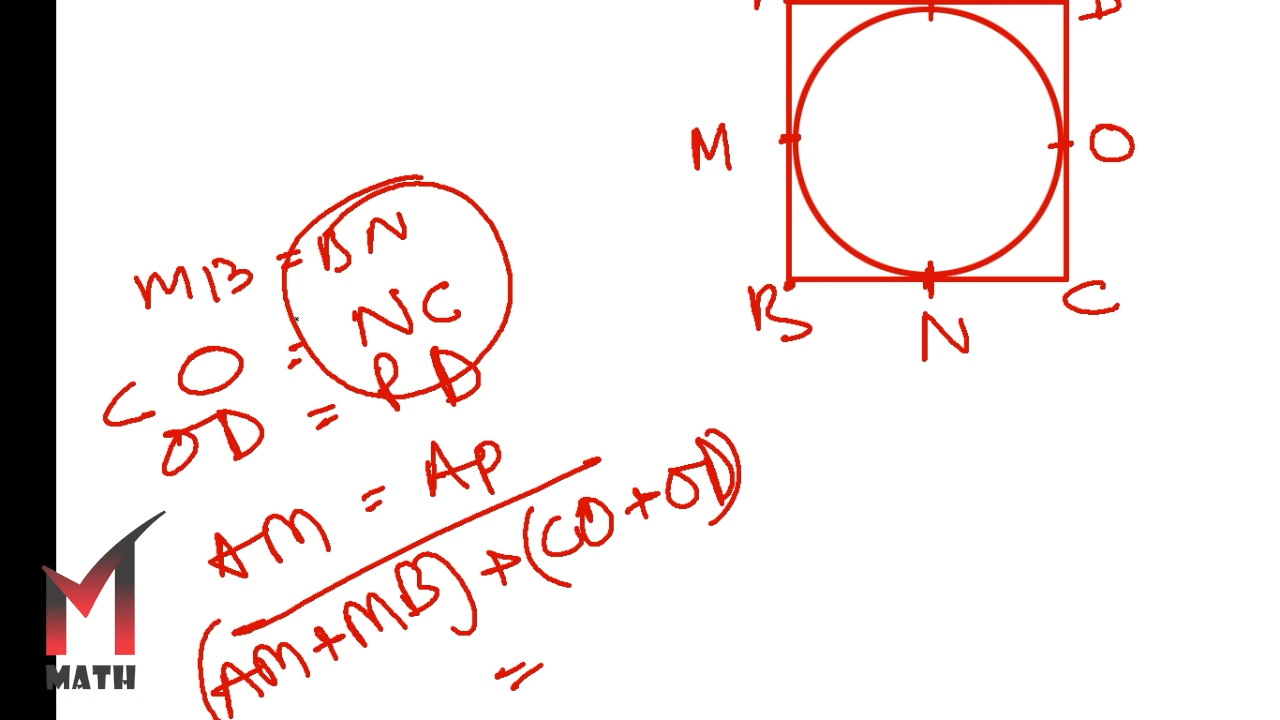 M
O
B
N
C
MB = BN
CO = NC
OD = PD
AM = AP
(AM+MB) + (CO+OD)
=
MATH